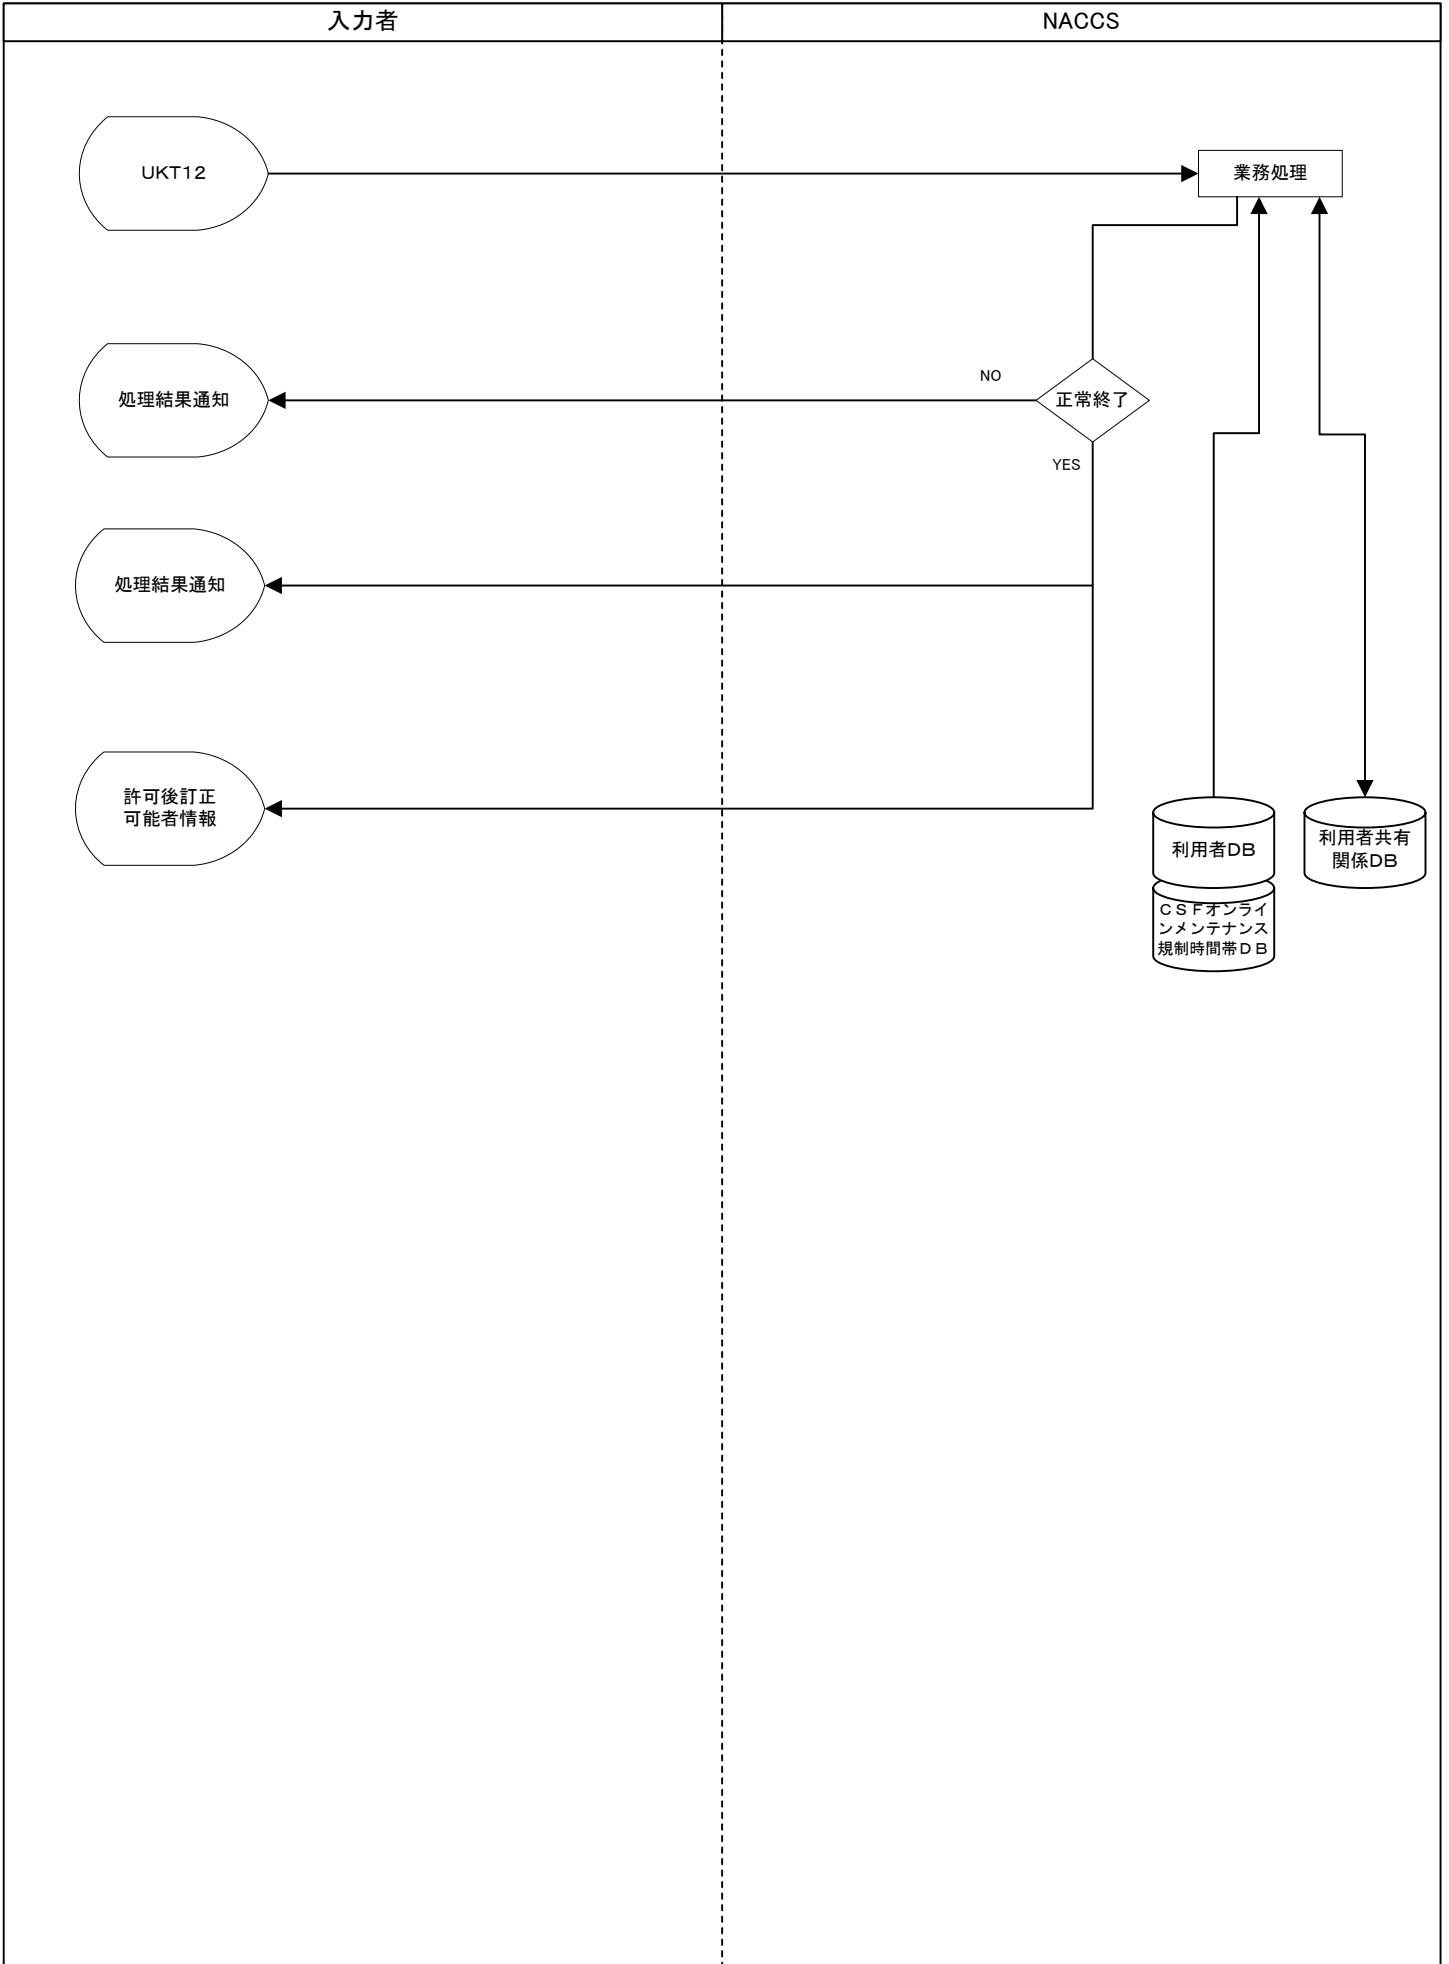 入力者
NACCS
UKT12
業務処理
NO
処理結果通知
正常終了
YES
処理結果通知
許可後訂正
可能者情報
利用者DB
利用者共有
関係DB
ＣＳＦオンライ
ンメンテナンス
規制時間帯ＤＢ